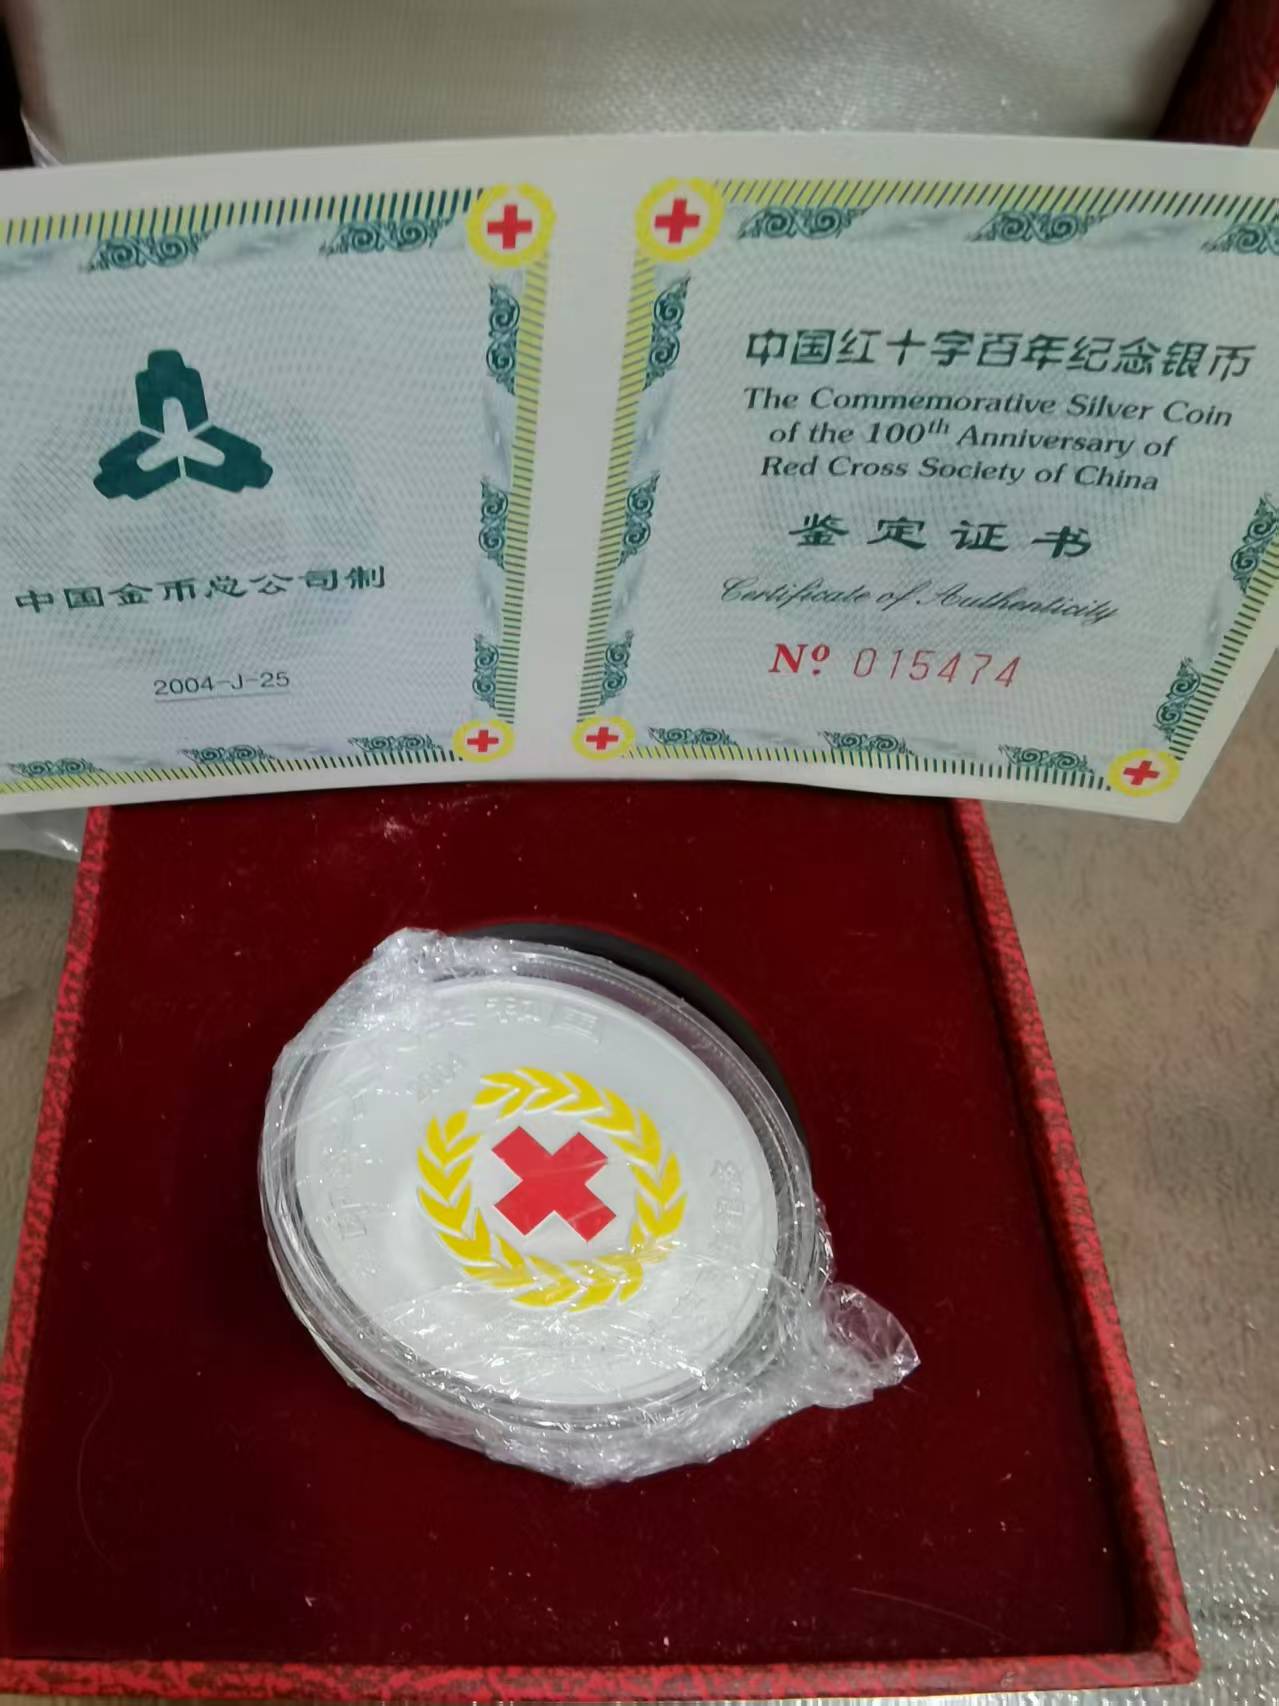 中国金币总公司制
2004-J-25
中国红十字百年纪念银币
The Commemorative Silver Coin
of the 100th Anniversary of
Red Cross Society of China
鉴定证书
Certificate of Authenticity
Nº 015474
2004